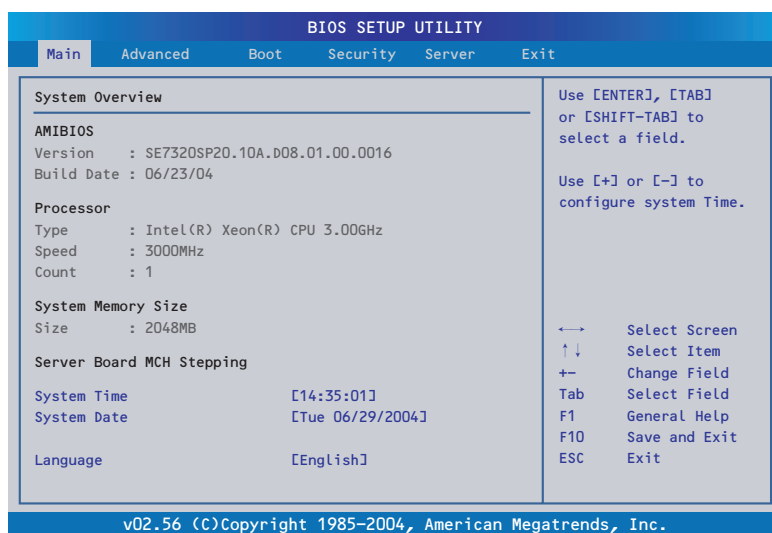 BIOS SETUP UTILITY
Main Advanced Boot Security Server Exit
System Overview
AMIBIOS
Version : SE7320SP20.10A.D08.01.00.0016
Build Date : 06/23/04
Processor
Type : Intel(R) Xeon(R) CPU 3.00GHz
Speed : 3000MHz
Count : 1
System Memory Size
Size : 2048MB
Server Board MCH Stepping
System Time [14:35:01]
System Date [Tue 06/29/2004]
Language [English]
Use [ENTER], [TAB]
or [SHIFT-TAB] to
select a field.
Use [+] or [-] to
configure system Time.
←→ Select Screen
↑↓ Select Item
+- Change Field
Tab Select Field
F1 General Help
F10 Save and Exit
ESC Exit
v02.56 (C)Copyright 1985-2004, American Megatrends, Inc.